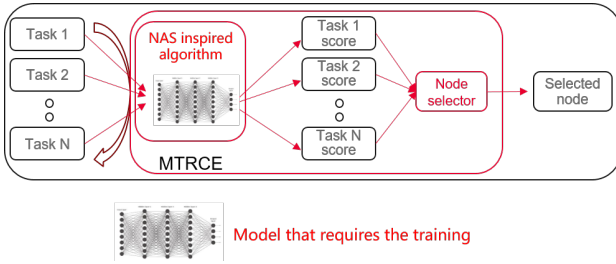 Task 1
Task 2
Task N
NAS inspired
algorithm
MTRCE
Task 1
score
Task 2
score
Task N
score
Node
selector
Selected
node
Model that requires the training